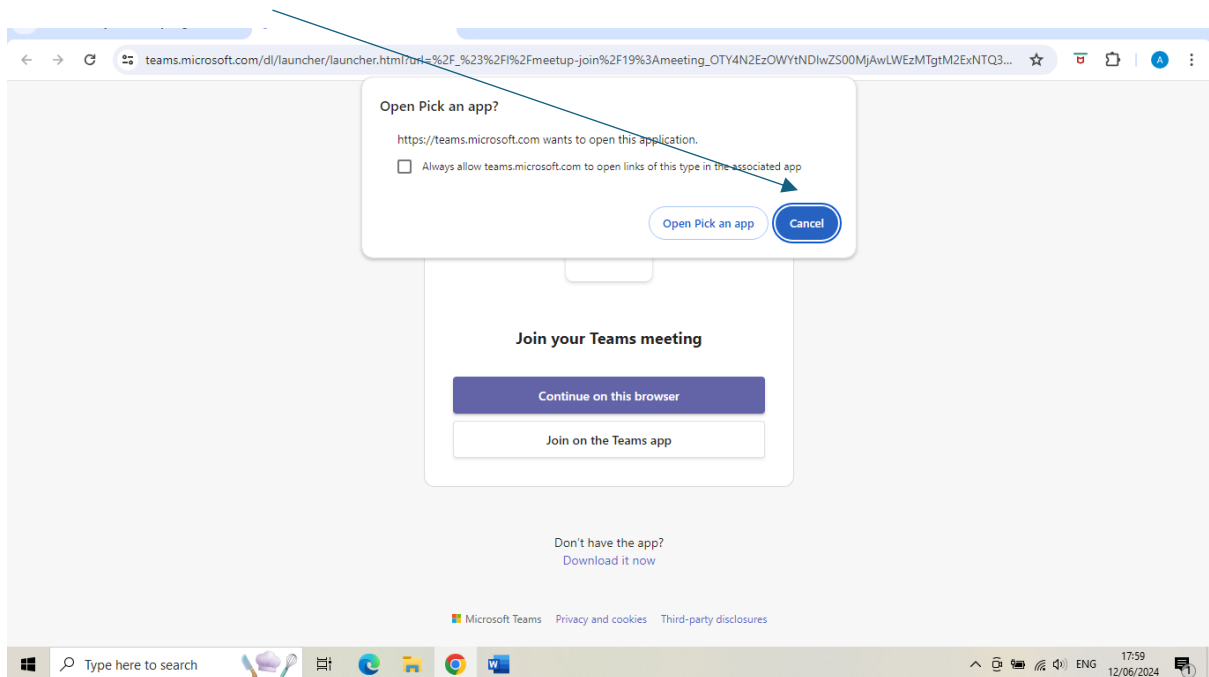 teams.microsoft.com/dl/launcher/launcher.html?url=%2F_%23%2Fl%2Fmeetup-join%2F19%3Ameeting_OTY4N2EzOWYtNDIwZS00MjAwLWEzMTgtM2ExNTQ3...
A
Open Pick an app?
https://teams.microsoft.com wants to open this application.
Always allow teams.microsoft.com to open links of this type in the associated app
Open Pick an app
Cancel
Join your Teams meeting
Continue on this browser
Join on the Teams app
Don't have the app?
Download it now
Microsoft Teams Privacy and cookies Third-party disclosures
Type here to search
ENG
17:59
12/06/2024